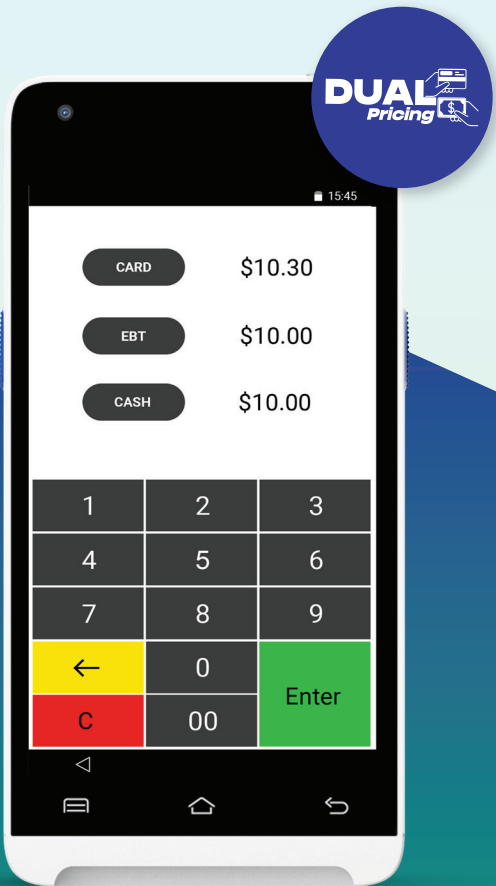 DUAL
Pricing
15:45
CARD $10.30
EBT $10.00
CASH $10.00
1 2 3
4 5 6
7 8 9
0
Enter
C 00